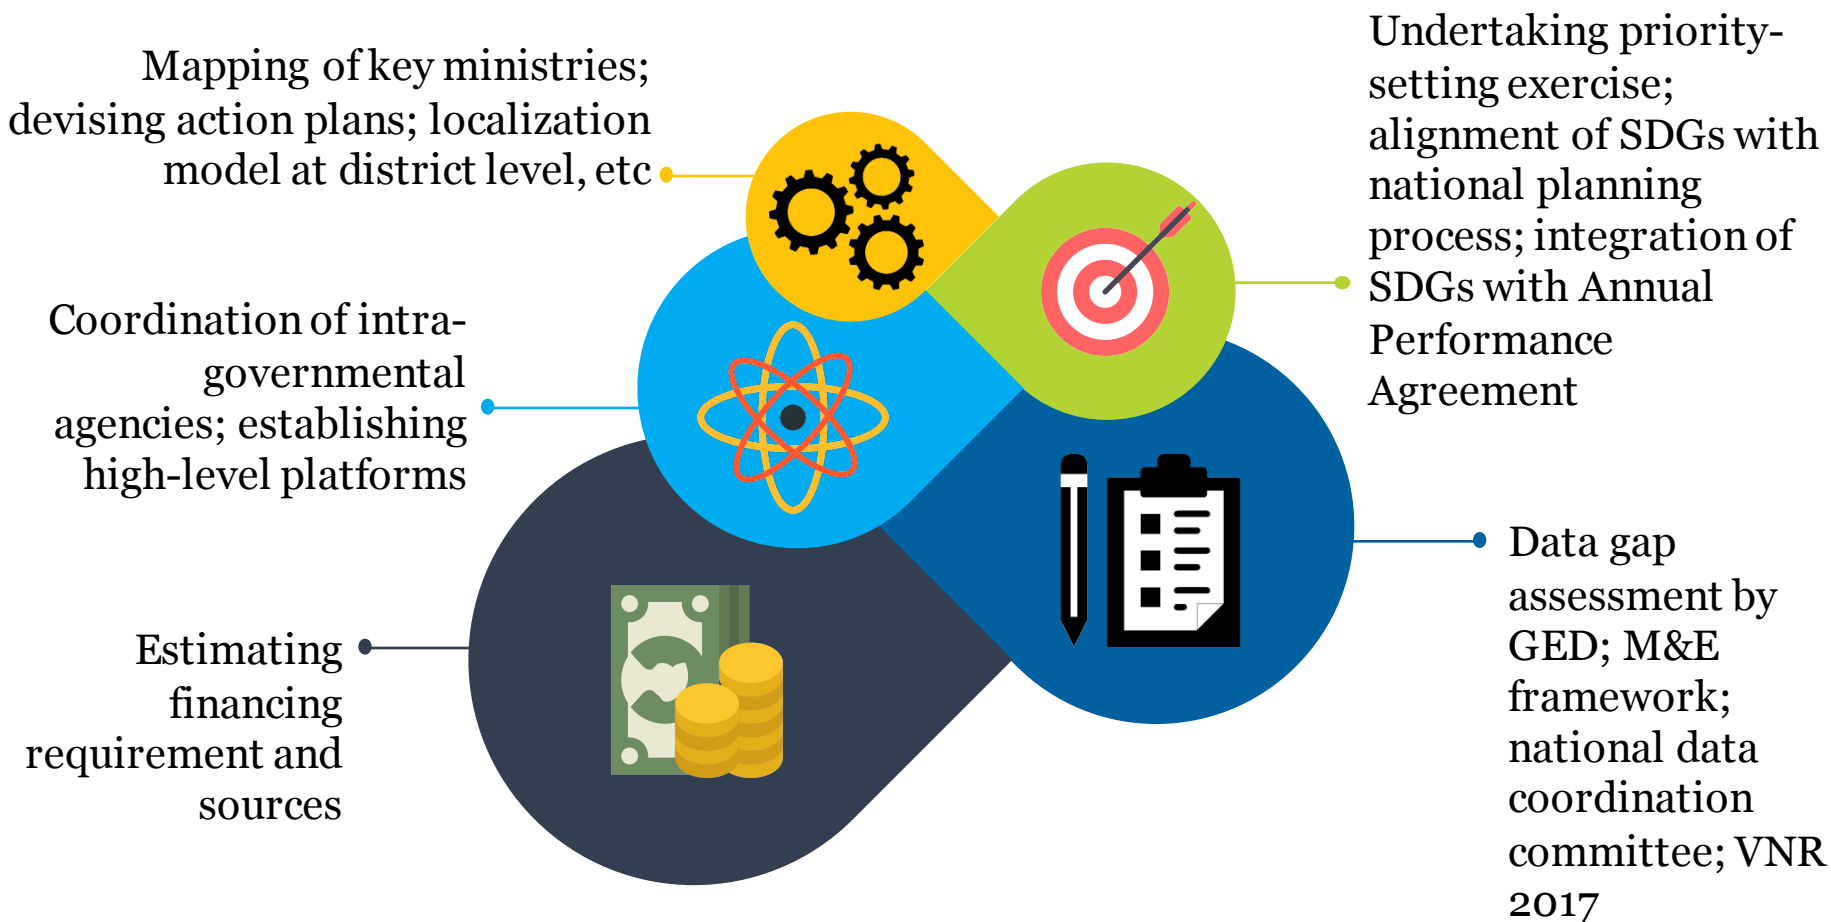 Mapping of key ministries;
devising action plans; localization
model at district level, etc
Undertaking priority-
setting exercise;
alignment of SDGs with
national planning
process; integration of
SDGs with Annual
Performance
Agreement
Coordination of intra-
governmental
agencies; establishing
high-level platforms
Data gap
assessment by
GED; M&E
framework;
national data
coordination
committee; VNR
2017
Estimating
financing
requirement and
sources